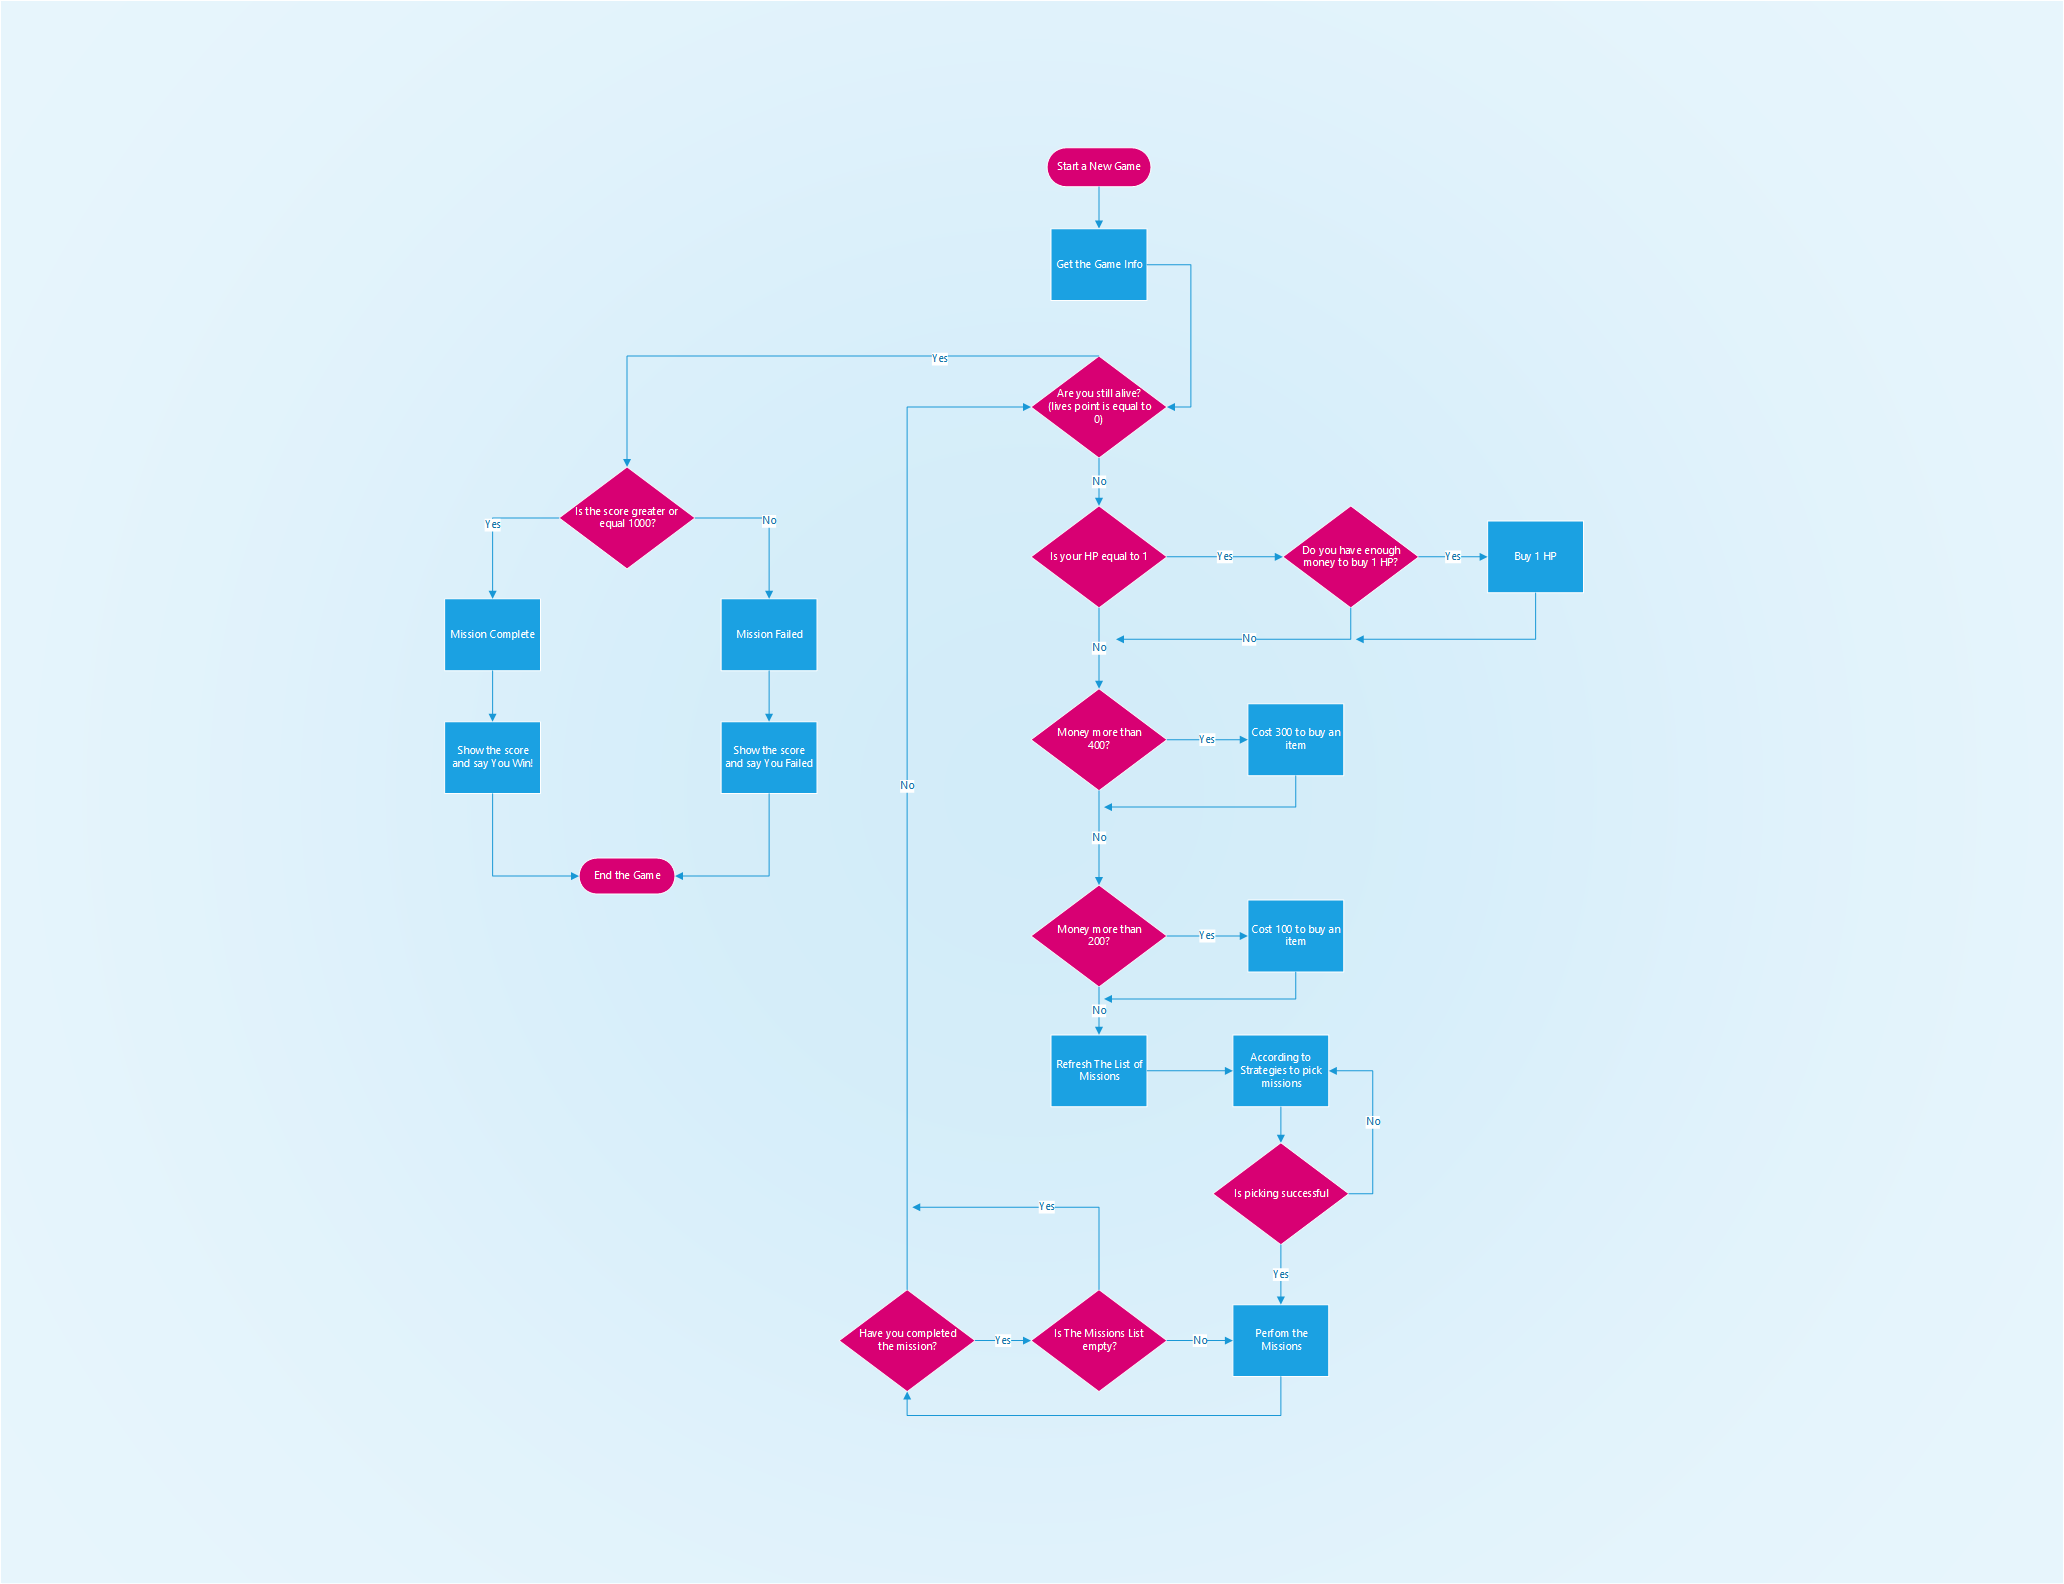 Start a New Game
Get the Game Info
Yes
Are you still alive?
(lives point is equal to
0)
No
Is the score greater or
equal 1000?
Yes
No
Is your HP equal to 1
Yes
Do you have enough
money to buy 1 HP?
Yes
Buy 1 HP
No
No
Mission Complete
Mission Failed
Show the score
and say You Win!
Show the score
and say You Failed
End the Game
Money more than
400?
Yes
Cost 300 to buy an
item
No
No
Money more than
200?
Yes
Cost 100 to buy an
item
No
Refresh The List of
Missions
According to
Strategies to pick
missions
No
Is picking successful
Yes
Yes
Have you completed
the mission?
Yes
Is The Missions List
empty?
No
Perfom the
Missions